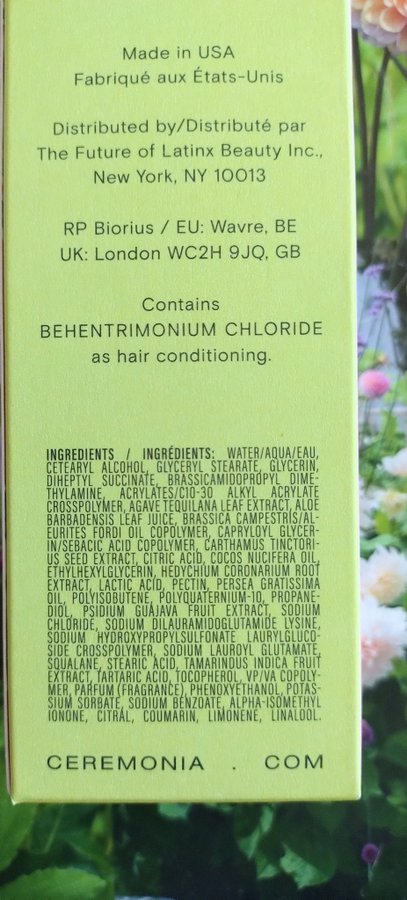 Made in USA
Fabriqué aux États-Unis
Distributed by/Distribué par
The Future of Latinx Beauty Inc.,
New York, NY 10013
RP Biorius / EU: Wavre, BE
UK: London WC2H 9JQ, GB
Contains
BEHENTRIMONIUM CHLORIDE
as hair conditioning.
INGREDIENTS / INGRÉDIENTS: WATER/AQUA/EAU,
CETEARYL ALCOHOL, GLYCERYL STEARATE, GLYCERIN,
DIHEPTYL SUCCINATE, BRASSICAMIDOPROPYL DIME-
THYLAMINE, ACRYLATES/C10-30 ALKYL ACRYLATE
CROSSPOLYMER, AGAVE TEQUILANA LEAF EXTRACT, ALOE
BARBADENSIS LEAF JUICE, BRASSICA CAMPESTRIS/AL-
EURITES FORDI OIL COPOLYMER, CAPRYLOYL GLYCER-
IN/SEBACIC ACID COPOLYMER, CARTHAMUS TINCTORI-
US SEED EXTRACT, CITRIC ACID, COCOS NUCIFERA OIL,
ETHYLHEXYLGLYCERIN, HEDYCHIUM CORONARIUM ROOT
EXTRACT, LACTIC ACID, PECTIN, PERSEA GRATISSIMA
OIL, POLYISOBUTENE, POLYQUATERNIUM-10, PROPANE-
DIOL, PSIDIUM GUAJAVA FRUIT EXTRACT, SODIUM
CHLORIDE, SODIUM DILAURAMIDOGLUTAMIDE LYSINE,
SODIUM HYDROXYPROPYLSULFONATE LAURYLGLUCO-
SIDE CROSSPOLYMER, SODIUM LAUROYL GLUTAMATE,
SQUALANE, STEARIC ACID, TAMARINDUS INDICA FRUIT
EXTRACT, TARTARIC ACID, TOCOPHEROL, VP/VA COPOLY-
MER, PARFUM (FRAGRANCE), PHENOXYETHANOL, POTAS-
SIUM SORBATE, SODIUM BENZOATE, ALPHA-ISOMETHYL
IONONE, CITRAL, COUMARIN, LIMONENE, LINALOOL.
CEREMONIA . COM